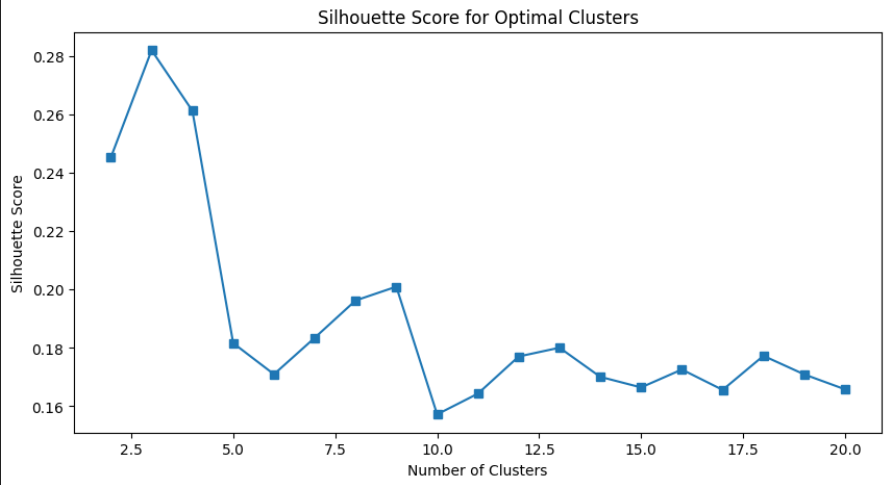 Silhouette Score for Optimal Clusters
0.28
0.26
0.24
0.22
0.20
0.18
0.16
Silhouette Score
2.5 5.0 7.5 10.0 12.5 15.0 17.5 20.0
Number of Clusters